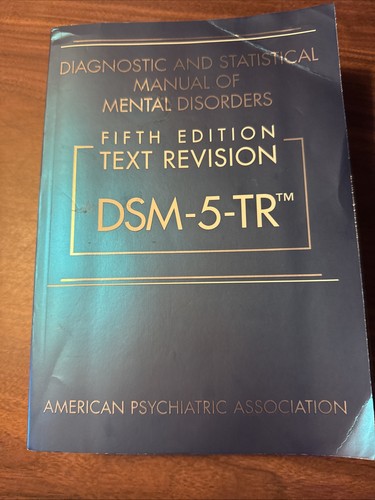 DIAGNOSTIC AND STATISTICAL
MANUAL OF
MENTAL DISORDERS
FIFTH EDITION
TEXT REVISION
DSM-5-TR™
AMERICAN PSYCHIATRIC ASSOCIATION